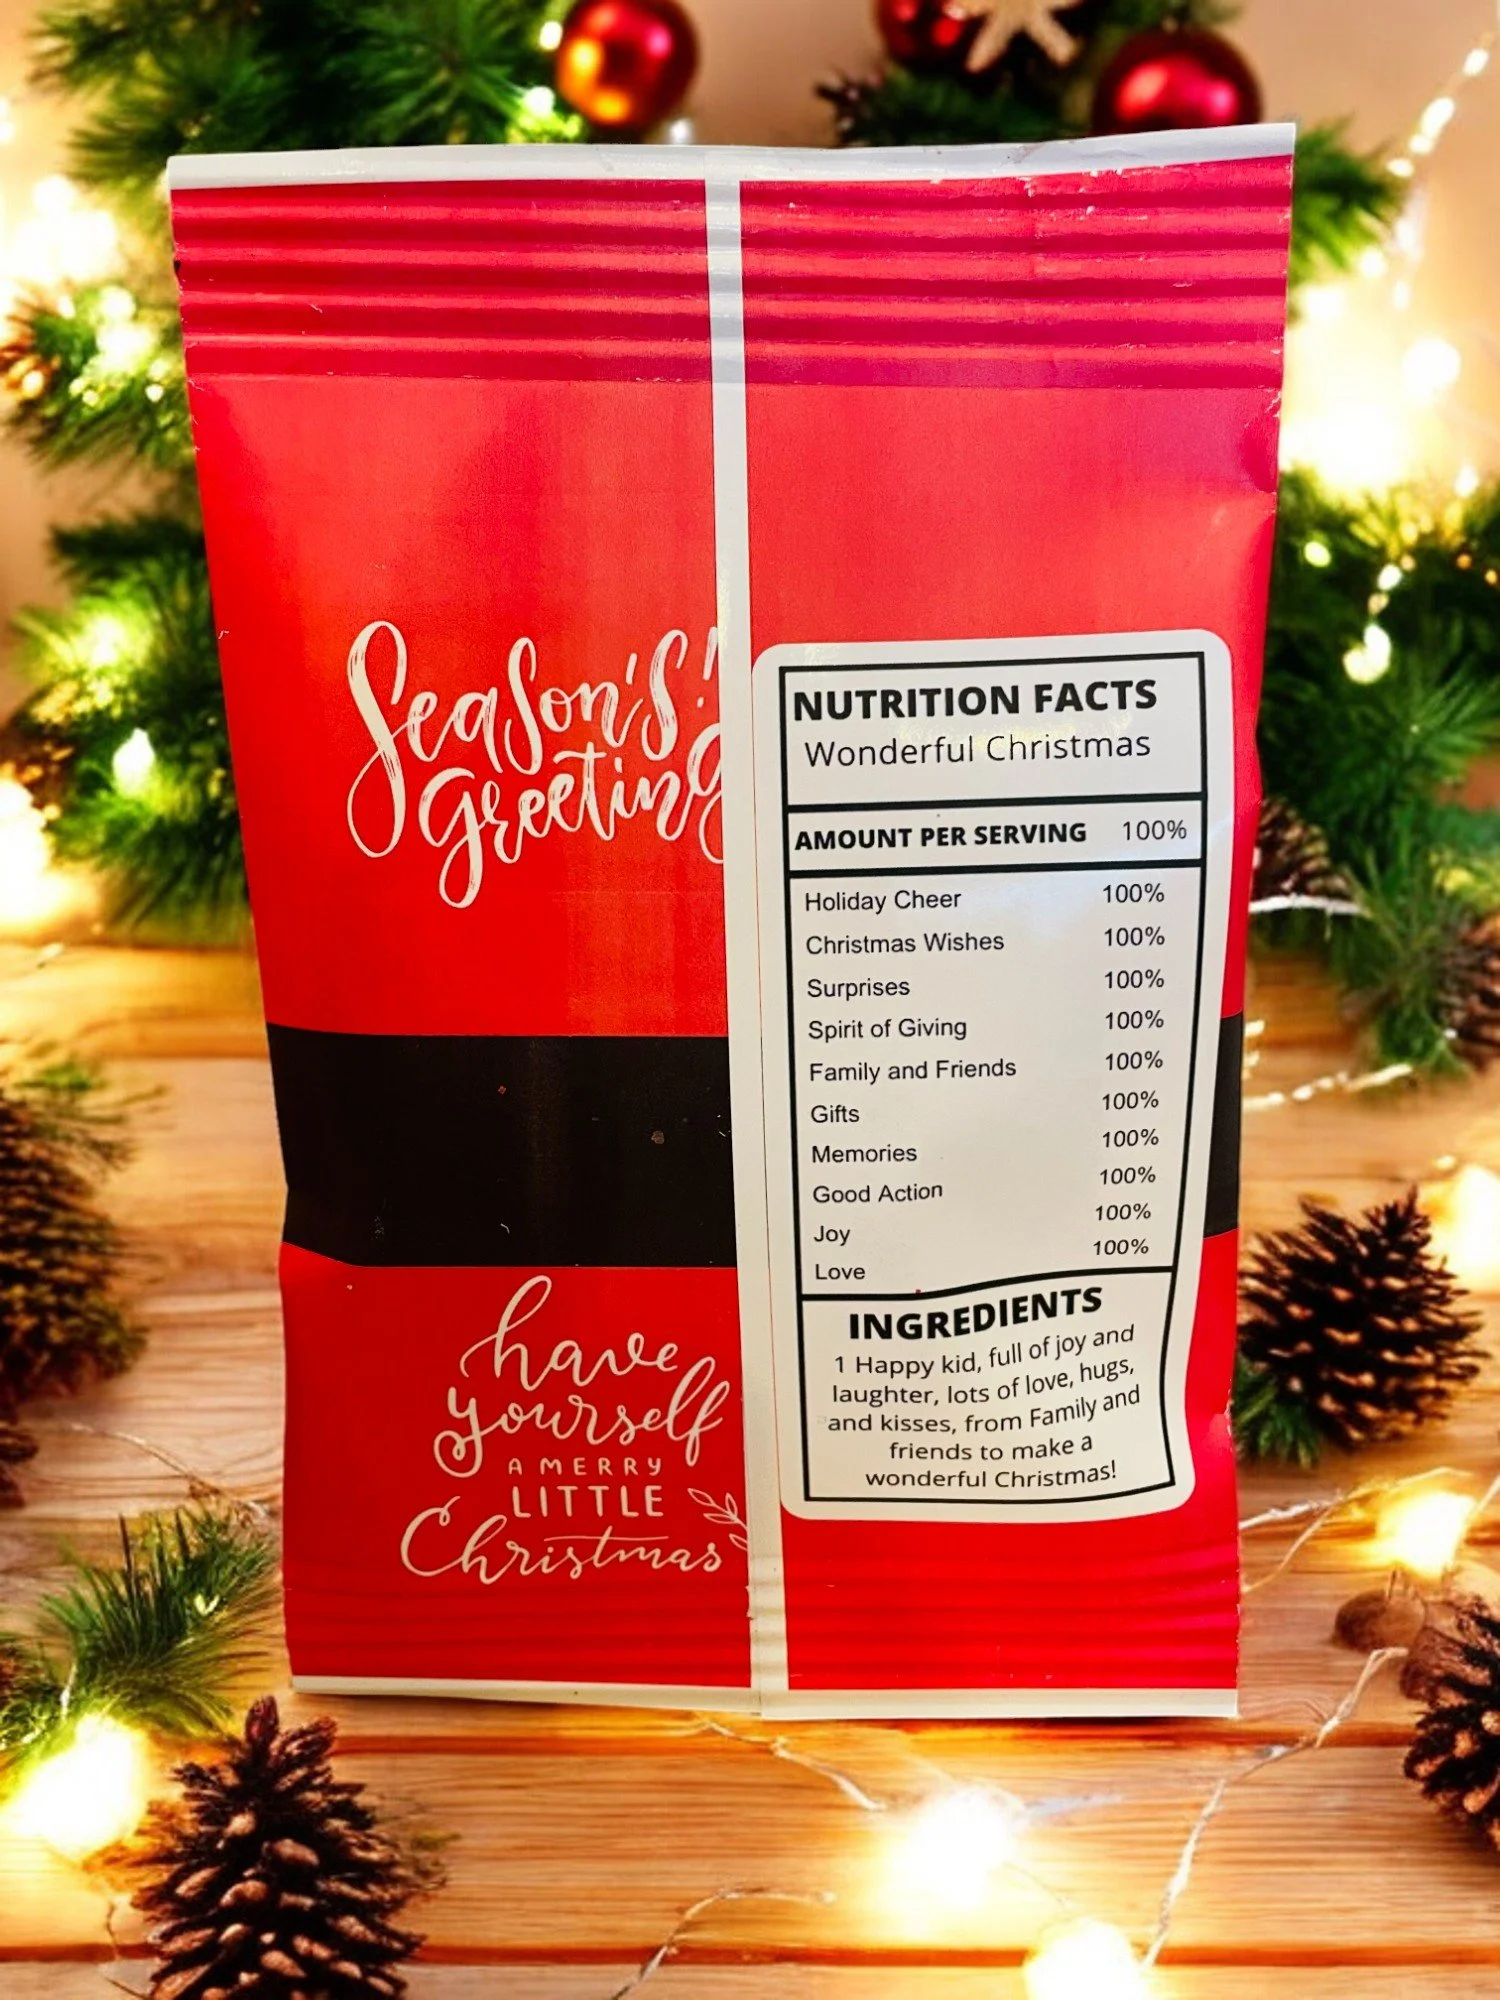 Season's!
greeting
have
yourself
A MERRY
LITTLE
Christmas
NUTRITION FACTS
Wonderful Christmas
AMOUNT PER SERVING 100%
Holiday Cheer 100%
Christmas Wishes 100%
Surprises 100%
Spirit of Giving 100%
Family and Friends 100%
Gifts 100%
Memories 100%
Good Action 100%
Joy 100%
Love 100%
INGREDIENTS
1 Happy kid, full of joy and
laughter, lots of love, hugs,
and kisses, from Family and
friends to make a
wonderful Christmas!